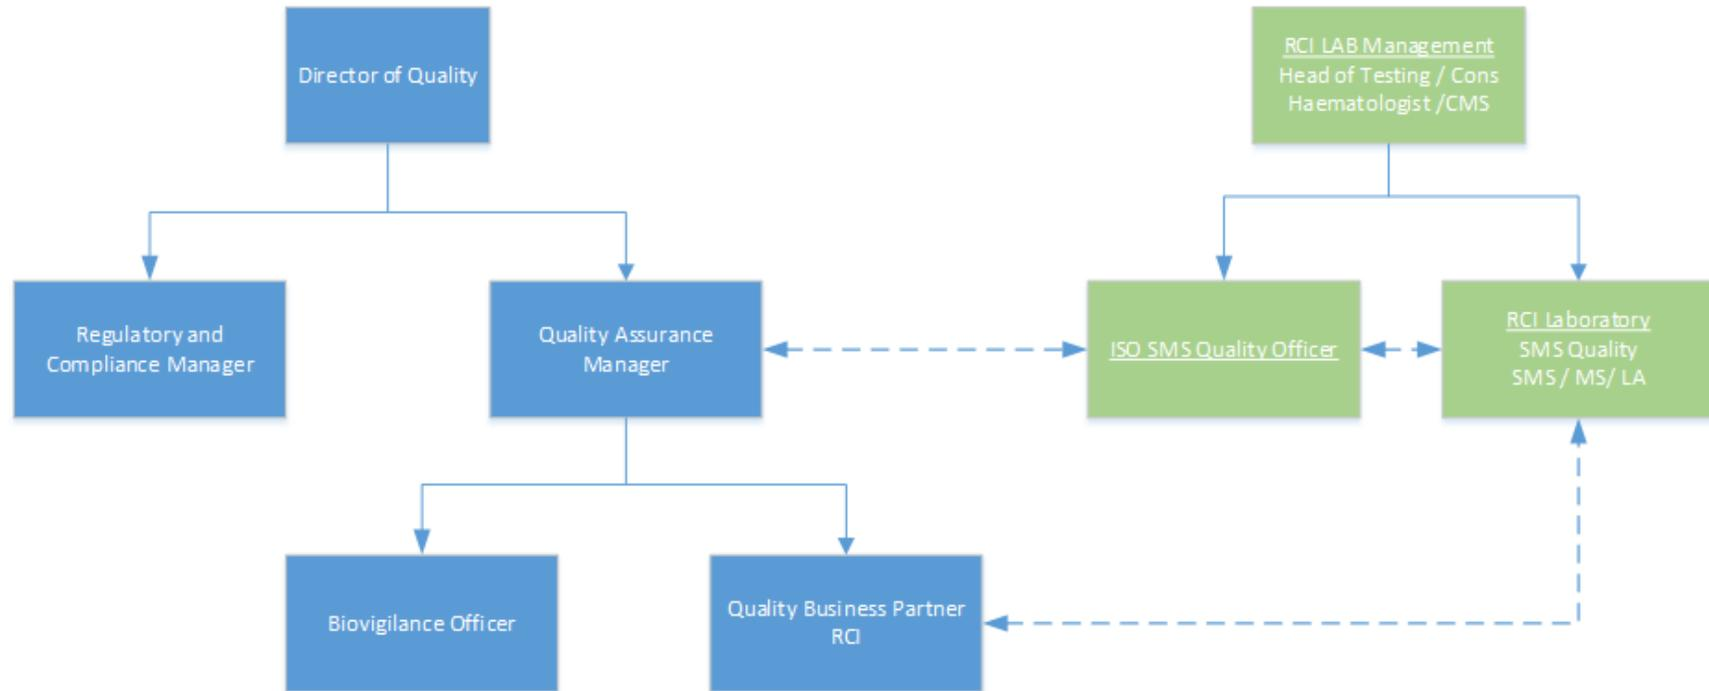 Director of Quality
RCI LAB Management
Head of Testing / Cons
Haematologist /CMS
Regulatory and
Compliance Manager
Quality Assurance
Manager
ISO SMS Quality Officer
RCI Laboratory
SMS Quality
SMS / MS/ LA
Biovigilance Officer
Quality Business Partner
RCI